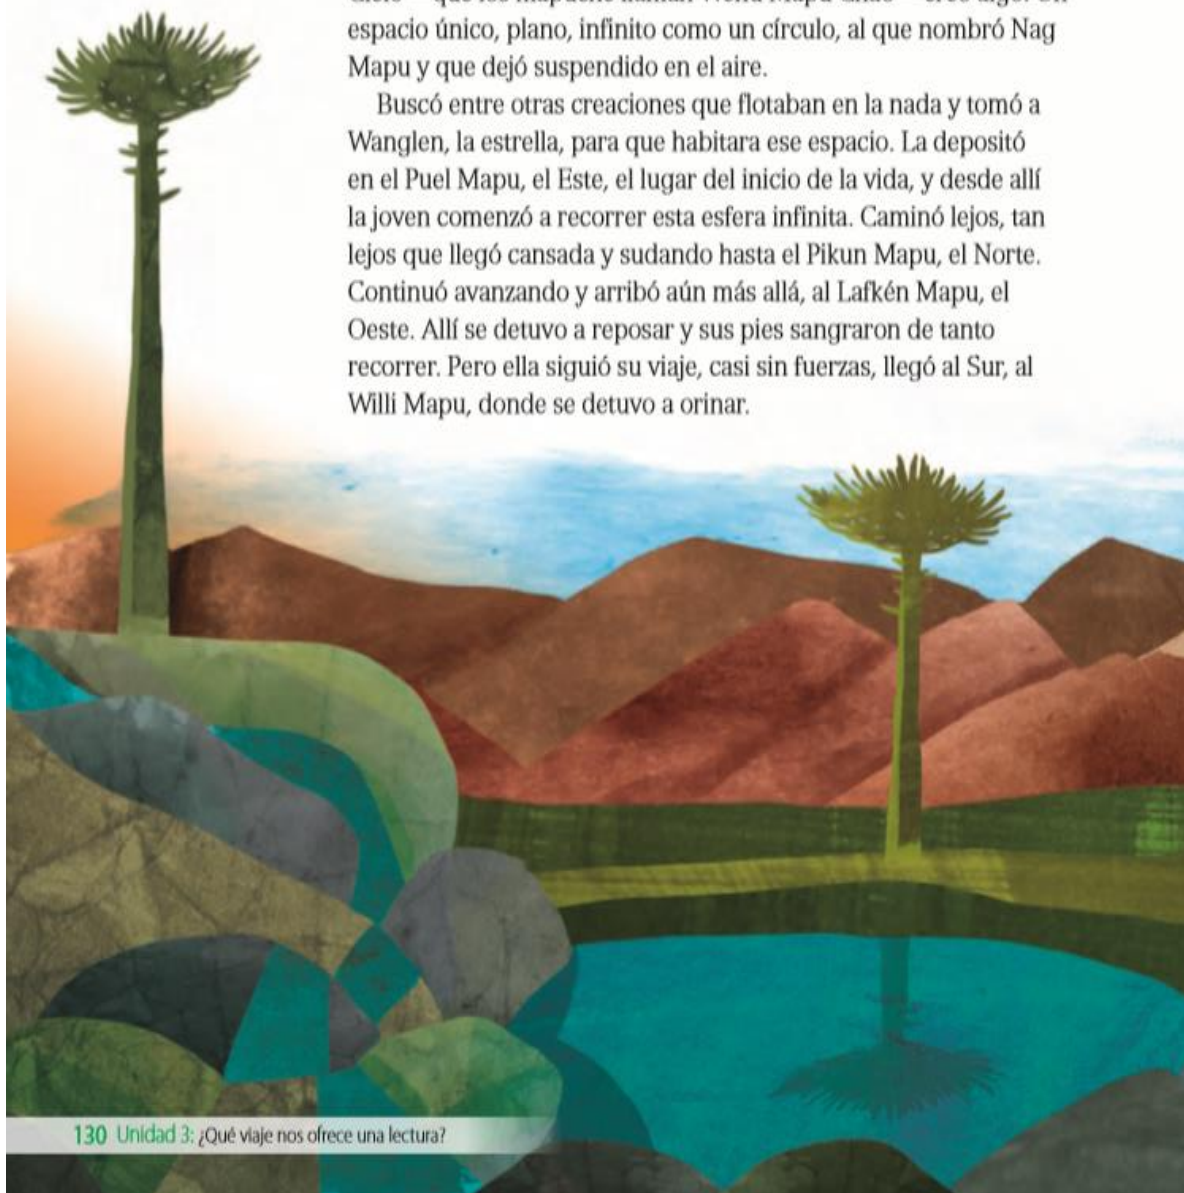 espacio único, plano, infinito como un círculo, al que nombró Nag
Mapu y que dejó suspendido en el aire.
Buscó entre otras creaciones que flotaban en la nada y tomó a
Wanglen, la estrella, para que habitara ese espacio. La depositó
en el Puel Mapu, el Este, el lugar del inicio de la vida, y desde allí
la joven comenzó a recorrer esta esfera infinita. Caminó lejos, tan
lejos que llegó cansada y sudando hasta el Pikun Mapu, el Norte.
Continuó avanzando y arribó aún más allá, al Lafkén Mapu, el
Oeste. Allí se detuvo a reposar y sus pies sangraron de tanto
recorrer. Pero ella siguió su viaje, casi sin fuerzas, llegó al Sur, al
Willi Mapu, donde se detuvo a orinar.
130 Unidad 3: ¿Qué viaje nos ofrece una lectura?